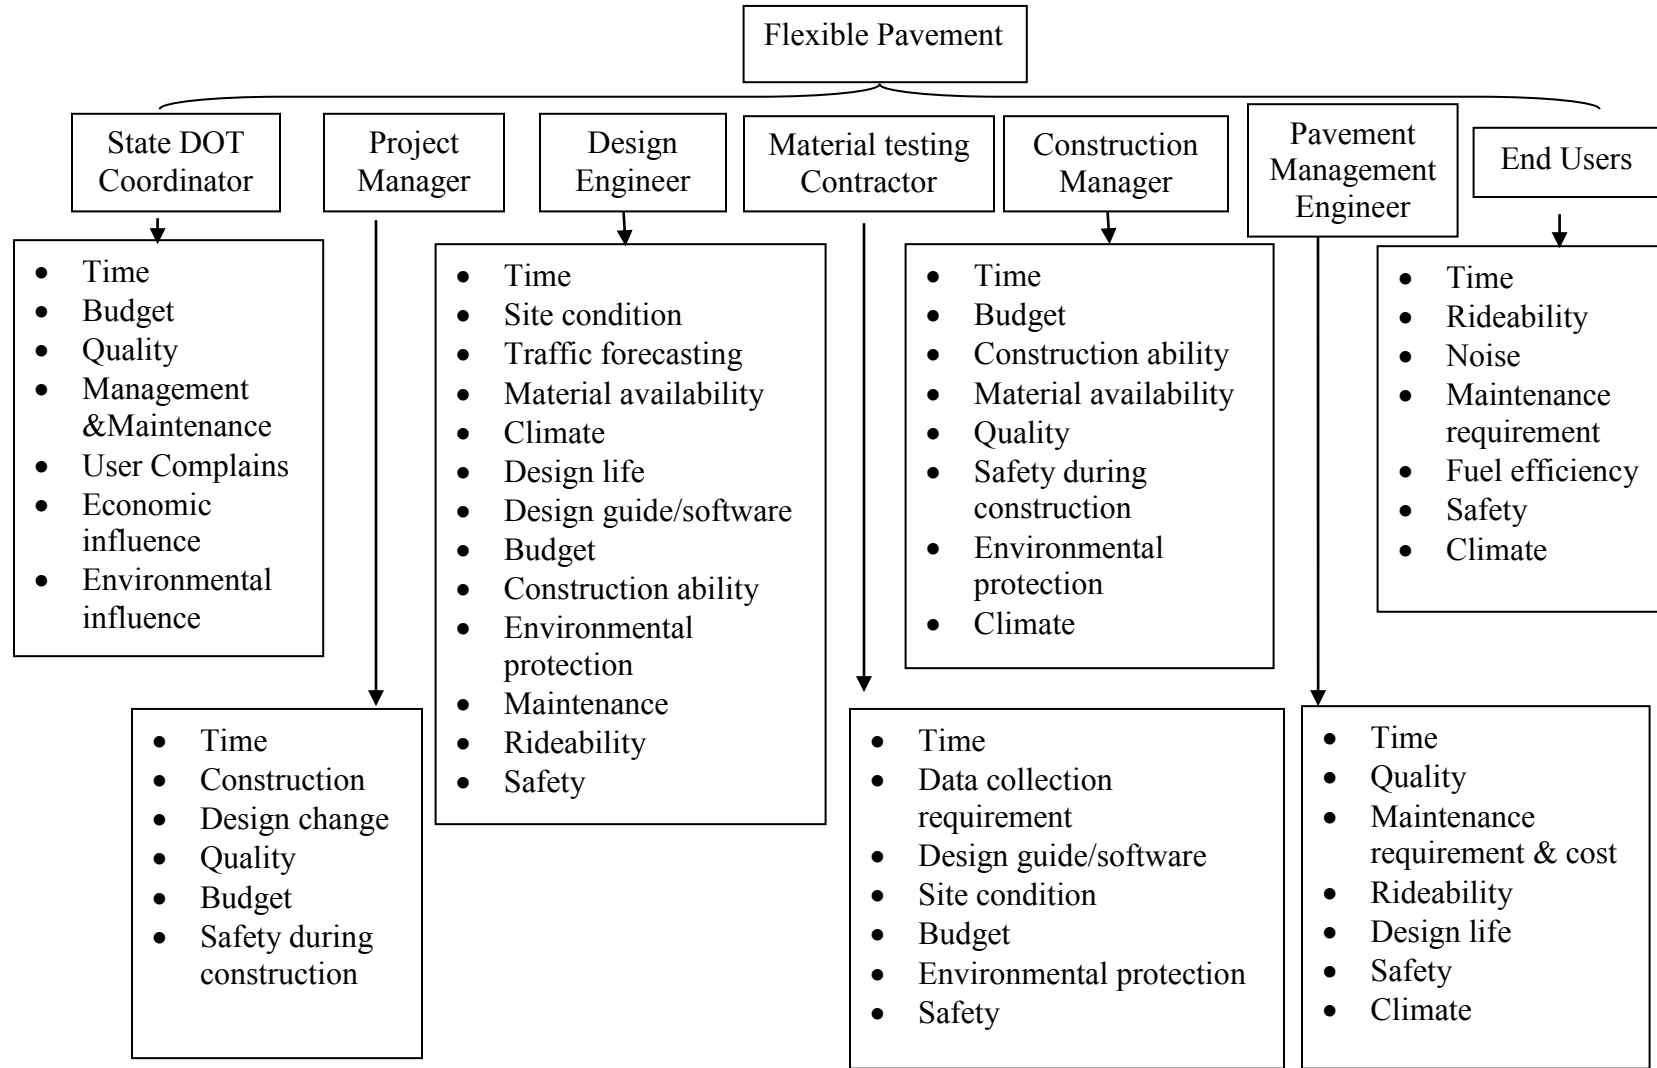 Flexible Pavement
State DOT
Coordinator
Project
Manager
Design
Engineer
Material testing
Contractor
Construction
Manager
Pavement
Management
Engineer
End Users
• Time
• Budget
• Quality
• Management
&Maintenance
• User Complains
• Economic
influence
• Environmental
influence
• Time
• Site condition
• Traffic forecasting
• Material availability
• Climate
• Design life
• Design guide/software
• Budget
• Construction ability
• Environmental
protection
• Maintenance
• Rideability
• Safety
• Time
• Budget
• Construction ability
• Material availability
• Quality
• Safety during
construction
• Environmental
protection
• Climate
• Time
• Rideability
• Noise
• Maintenance
requirement
• Fuel efficiency
• Safety
• Climate
• Time
• Construction
• Design change
• Quality
• Budget
• Safety during
construction
• Time
• Data collection
requirement
• Design guide/software
• Site condition
• Budget
• Environmental protection
• Safety
• Time
• Quality
• Maintenance
requirement & cost
• Rideability
• Design life
• Safety
• Climate